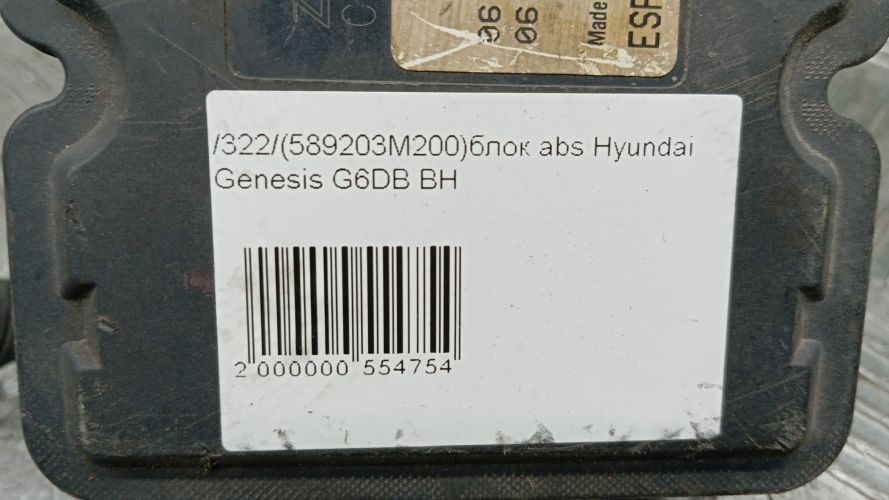 06
06
Made
ESP
/322/(589203M200)блок abs Hyundai
Genesis G6DB BH
2 000000 554754